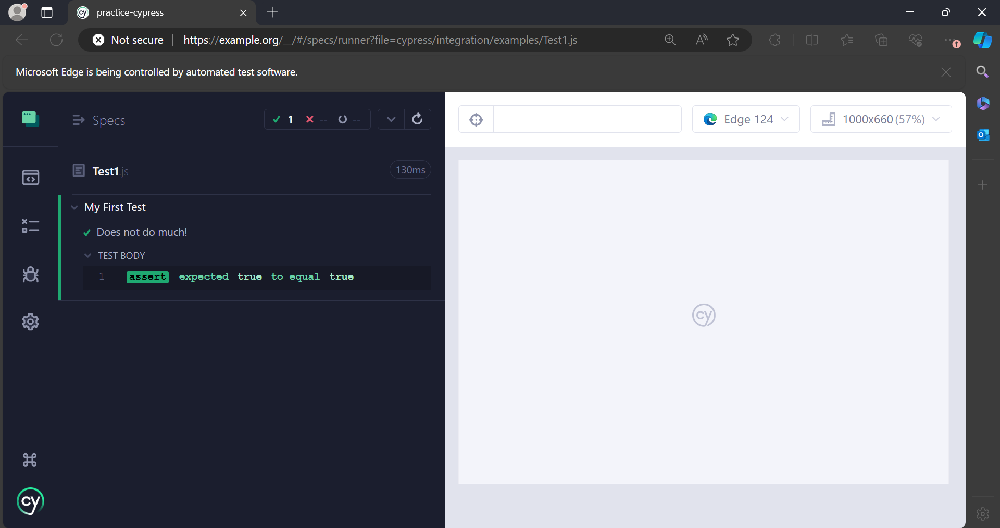 practice-cypress
Not secure
https://example.org/__/#/specs/runner?file=cypress/integration/examples/Test1.js
Microsoft Edge is being controlled by automated test software.
Specs
1 -- --
Edge 124
1000x660 (57%)
Test1.js
130ms
My First Test
Does not do much!
TEST BODY
1 assert expected true to equal true
cy
cy